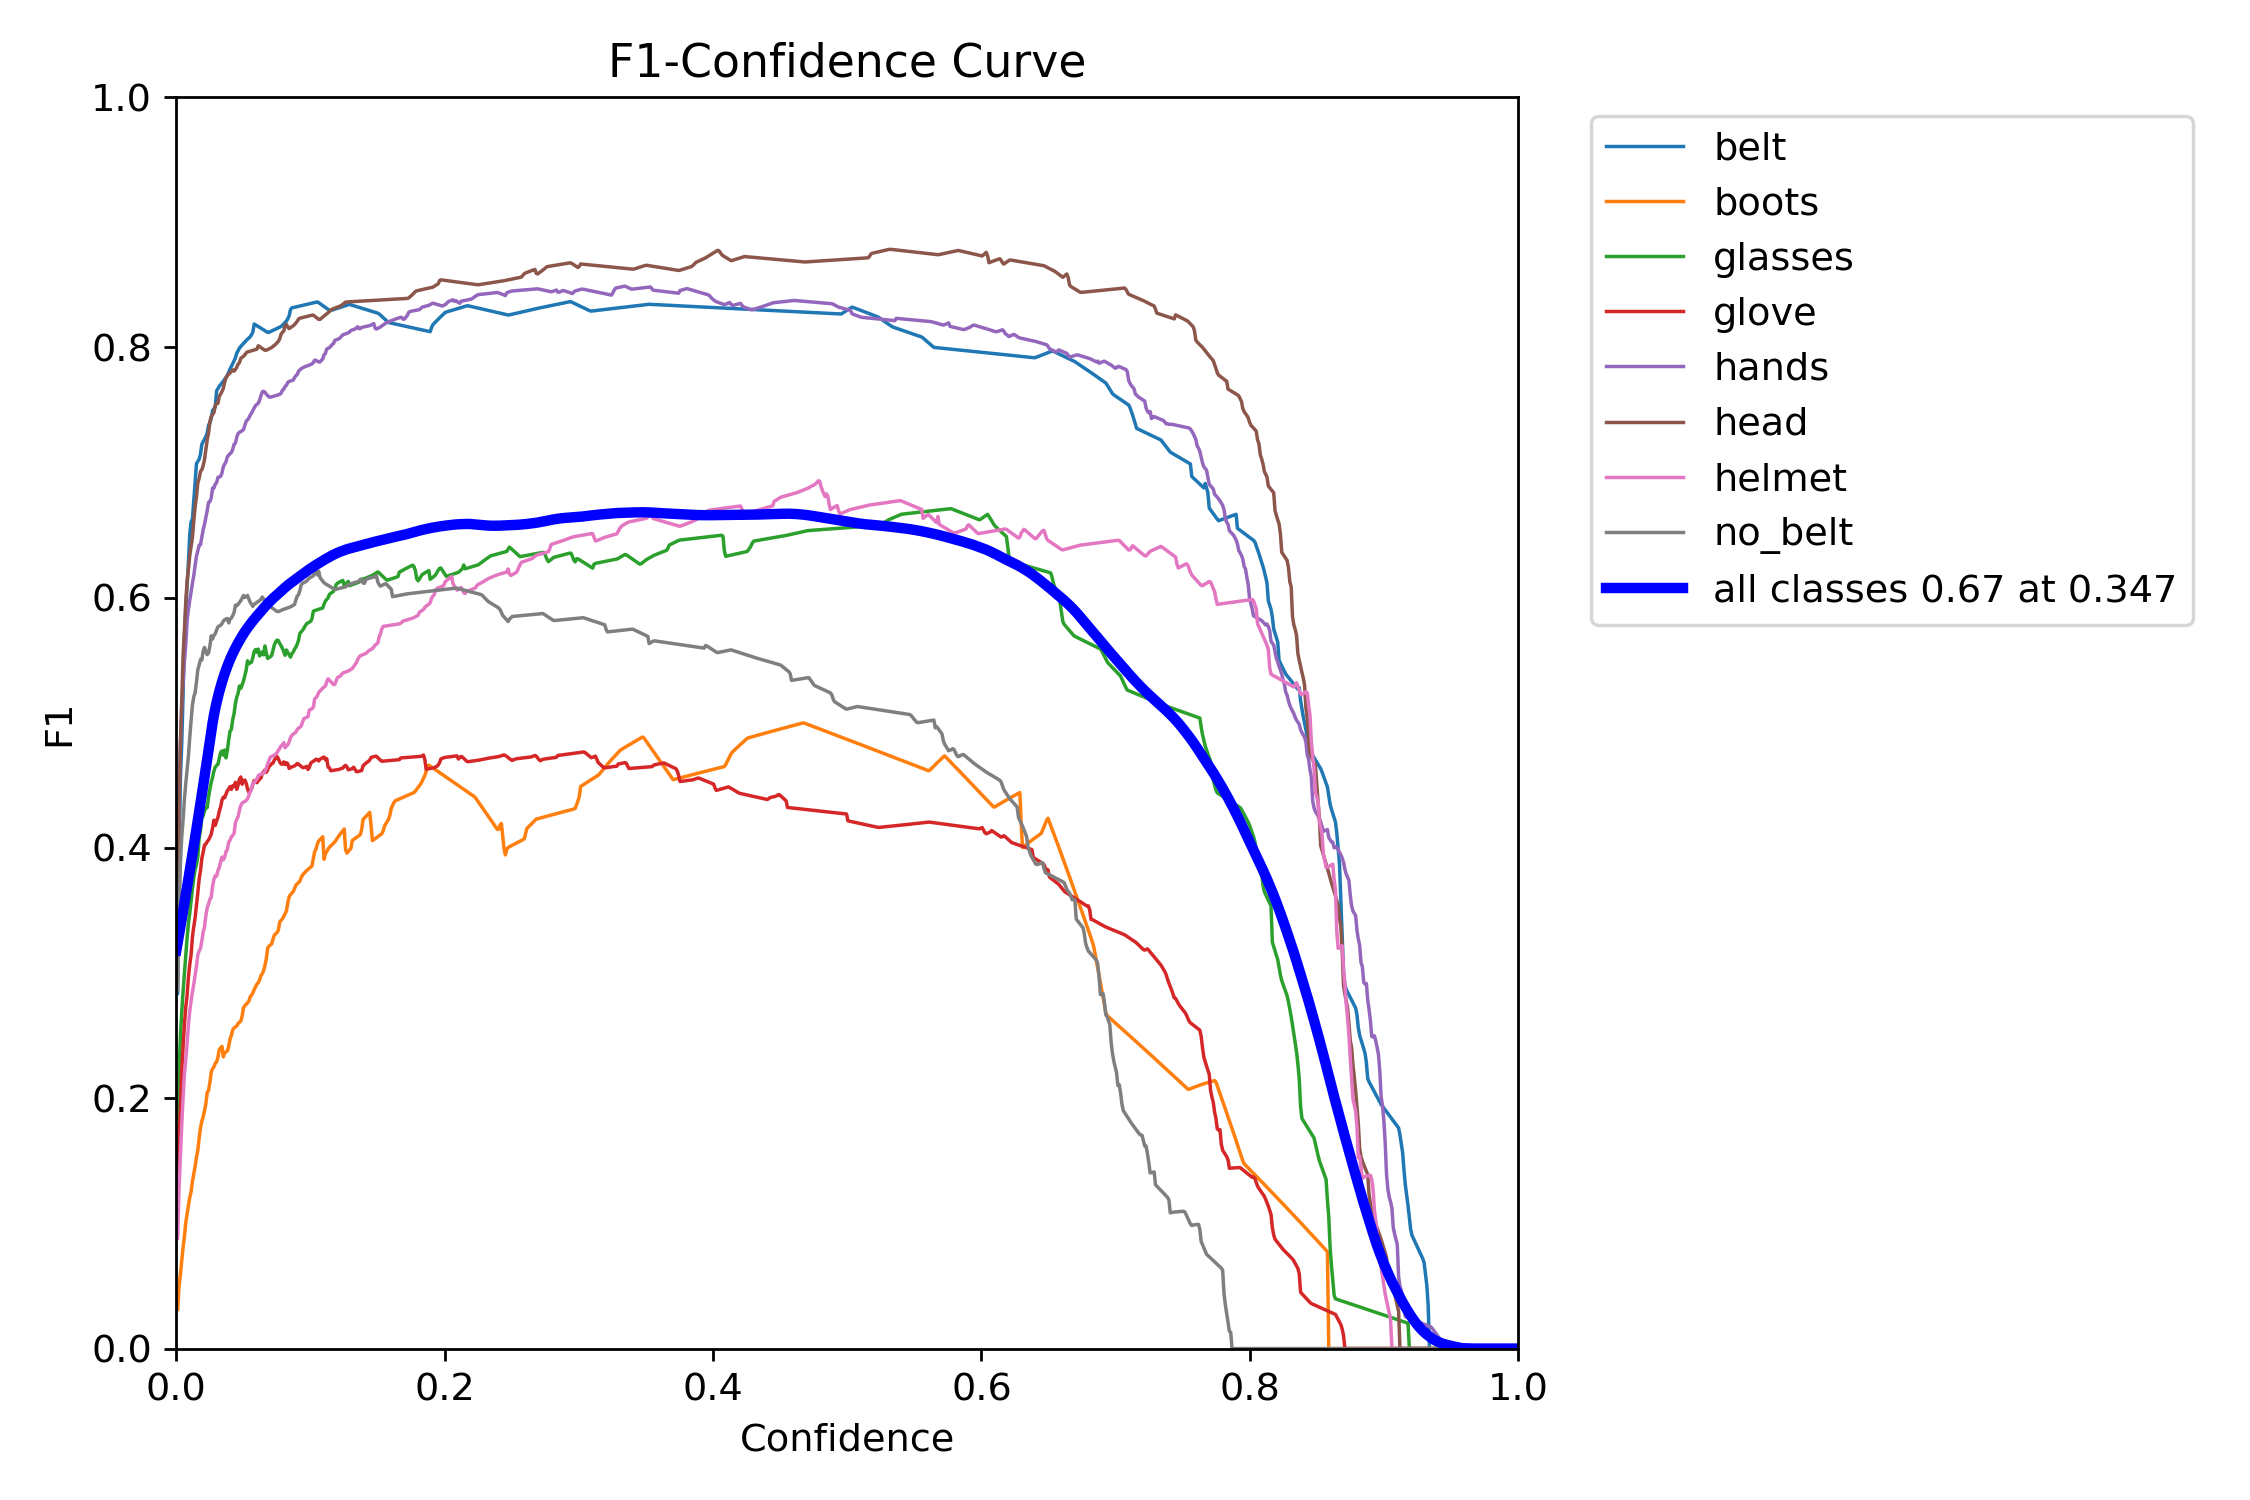 F1-Confidence Curve
1.0
0.8
0.6
0.4
0.2
0.0
F1
0.0 0.2 0.4 0.6 0.8 1.0
Confidence
belt
boots
glasses
glove
hands
head
helmet
no_belt
all classes 0.67 at 0.347